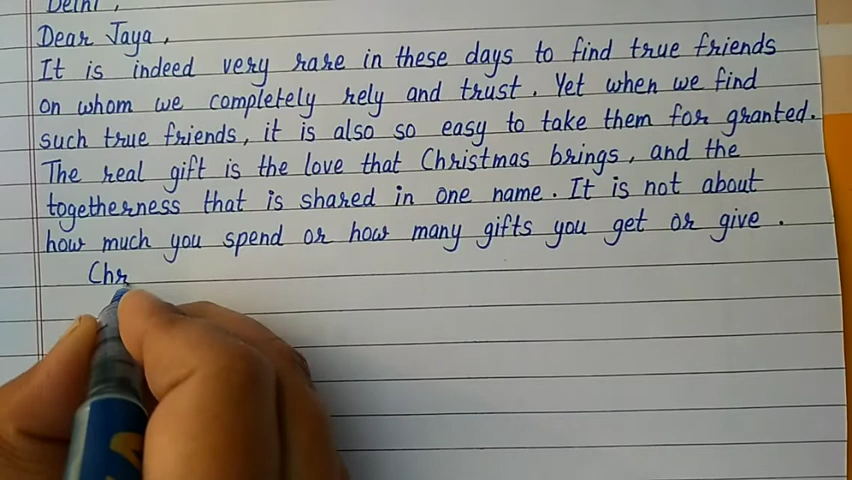 Delhi,
Dear Jaya,
It is indeed very rare in these days to find true friends
on whom we completely rely and trust. Yet when we find
such true friends, it is also so easy to take them for granted.
The real gift is the love that Christmas brings, and the
togetherness that is shared in one name. It is not about
how much you spend or how many gifts you get or give.
Chr